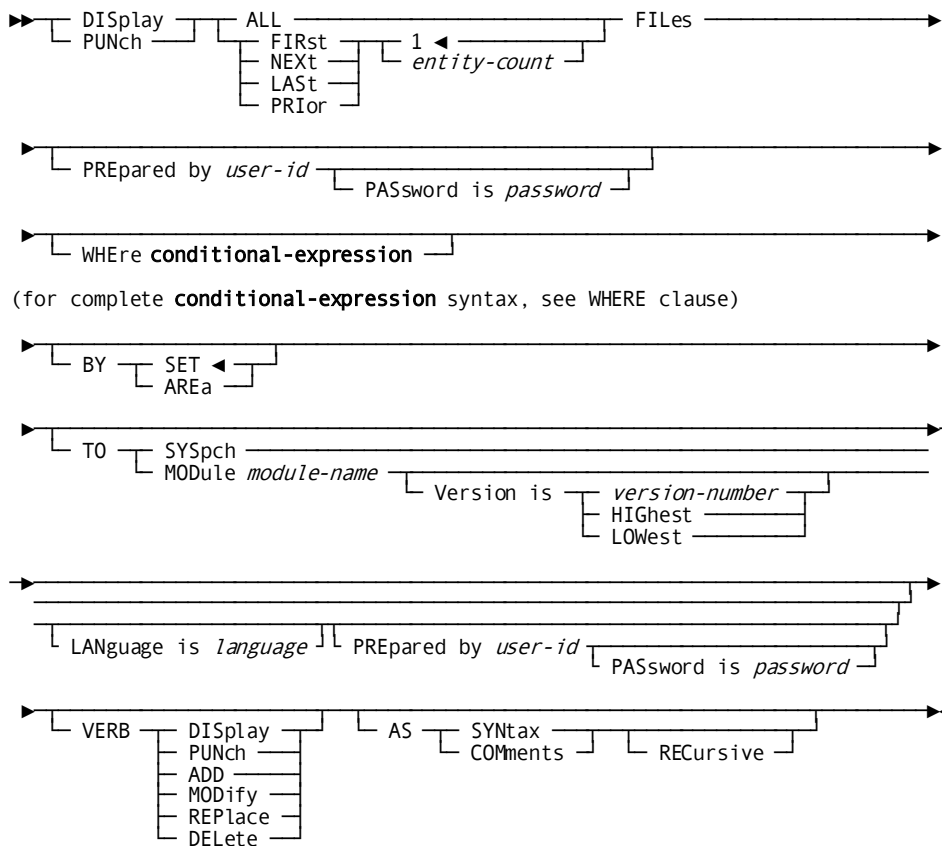 DISplay ALL FILes
PUNch FIRst 1
NEXt entity-count
LASt
PRIor
PREpared by user-id
PASsword is password
WHEre conditional-expression
(for complete conditional-expression syntax, see WHERE clause)
BY SET
AREa
TO SYSpch
MODule module-name
Version is version-number
HIGhest
LOWest
LANguage is language PREpared by user-id
PASsword is password
VERB DISplay AS SYNtax
PUNch COMments RECursive
ADD
MODify
REPlace
DELete